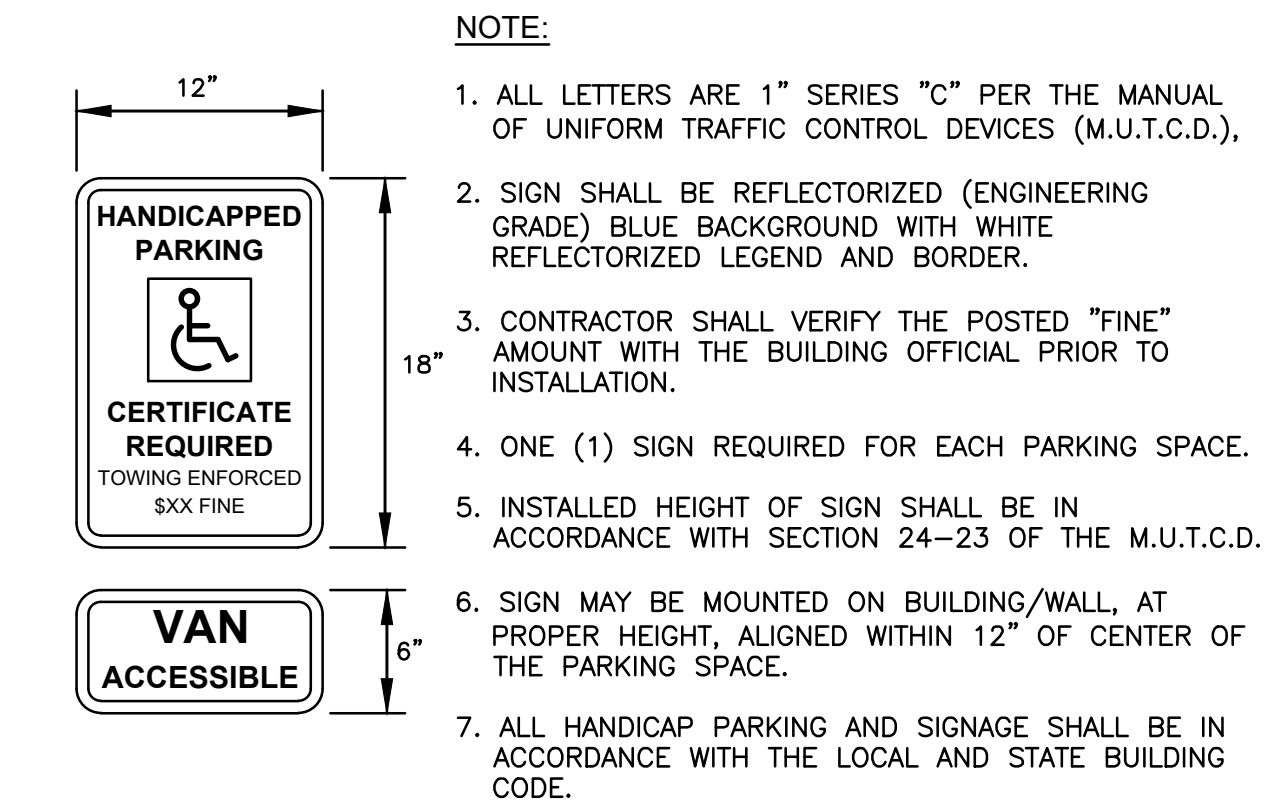 NOTE:
12”
HANDICAPPED
PARKING
CERTIFICATE
REQUIRED
TOWING ENFORCED
$XX FINE
18”
VAN
ACCESSIBLE
6”
1. ALL LETTERS ARE 1” SERIES ”C” PER THE MANUAL
OF UNIFORM TRAFFIC CONTROL DEVICES (M.U.T.C.D.),
2. SIGN SHALL BE REFLECTORIZED (ENGINEERING
GRADE) BLUE BACKGROUND WITH WHITE
REFLECTORIZED LEGEND AND BORDER.
3. CONTRACTOR SHALL VERIFY THE POSTED ”FINE”
AMOUNT WITH THE BUILDING OFFICIAL PRIOR TO
INSTALLATION.
4. ONE (1) SIGN REQUIRED FOR EACH PARKING SPACE.
5. INSTALLED HEIGHT OF SIGN SHALL BE IN
ACCORDANCE WITH SECTION 24–23 OF THE M.U.T.C.D.
6. SIGN MAY BE MOUNTED ON BUILDING/WALL, AT
PROPER HEIGHT, ALIGNED WITHIN 12” OF CENTER OF
THE PARKING SPACE.
7. ALL HANDICAP PARKING AND SIGNAGE SHALL BE IN
ACCORDANCE WITH THE LOCAL AND STATE BUILDING
CODE.